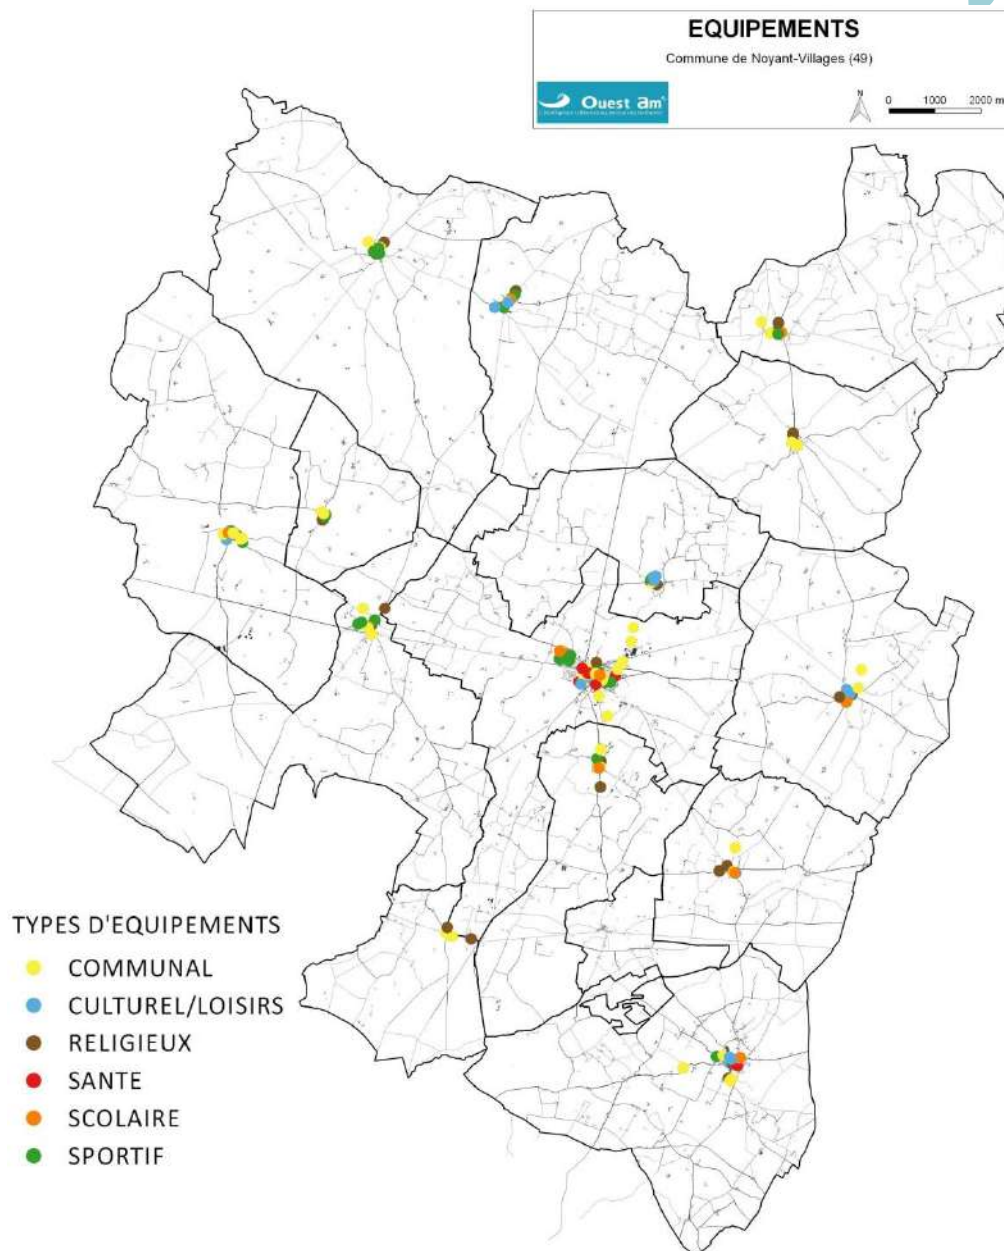 EQUIPEMENTS
Commune de Noyant-Villages (49)
Ouest am'
N
0 1000 2000 m
TYPES D'EQUIPEMENTS
COMMUNAL
CULTUREL/LOISIRS
RELIGIEUX
SANTE
SCOLAIRE
SPORTIF